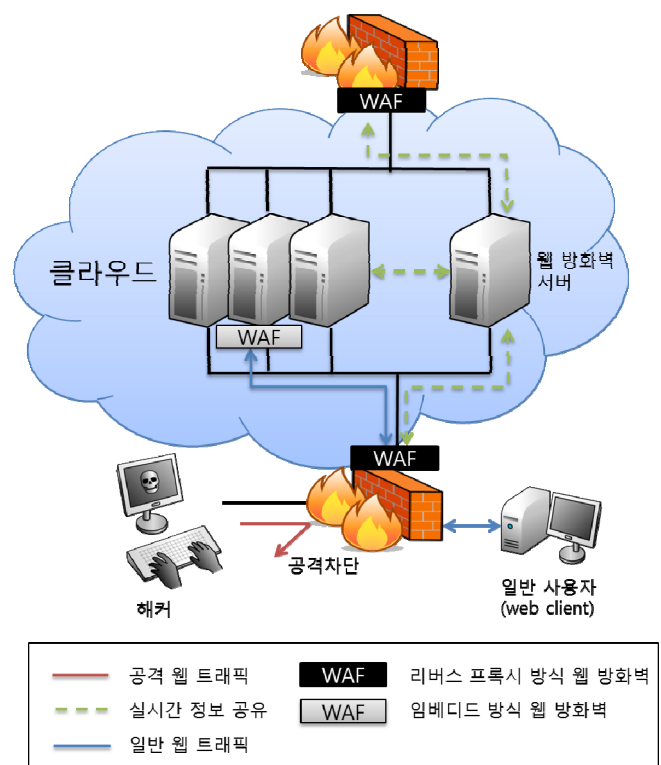 WAF
클라우드
웹 방화벽
서버
WAF
WAF
공격차단
해커
일반 사용자
(web client)
공격 웹 트래픽
WAF
리버스 프록시 방식 웹 방화벽
실시간 정보 공유
WAF
임베디드 방식 웹 방화벽
일반 웹 트래픽